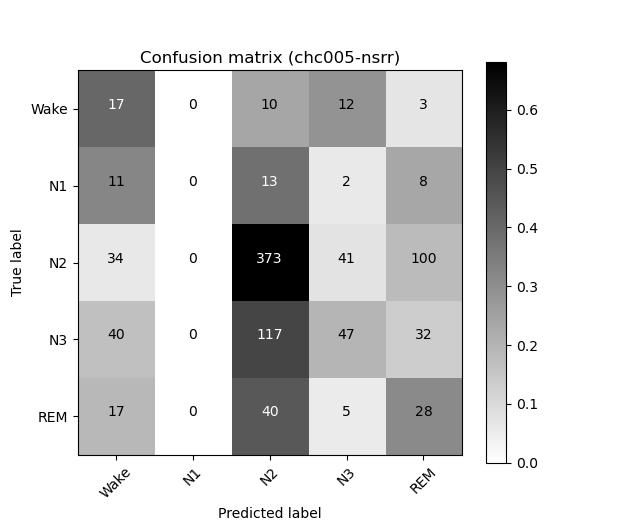 Confusion matrix (chc005-nsrr)
True label
Wake 17 0 10 12 3
N1 11 0 13 2 8
N2 34 0 373 41 100
N3 40 0 117 47 32
REM 17 0 40 5 28
Wake N1 N2 N3 REM
Predicted label
0.6
0.5
0.4
0.3
0.2
0.1
0.0